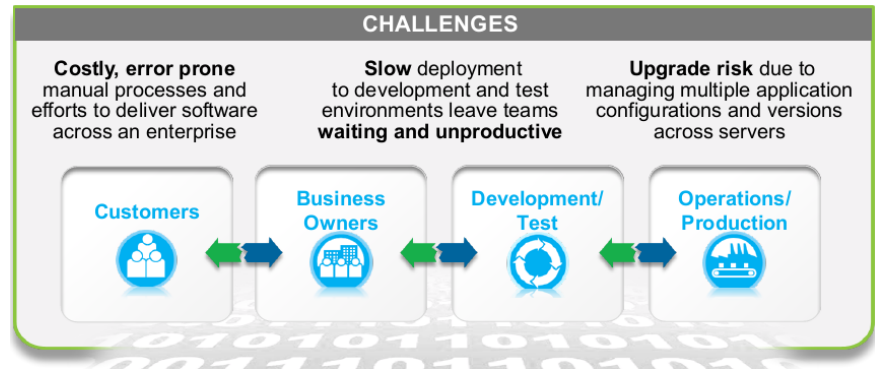 CHALLENGES
Costly, error prone
manual processes and
efforts to deliver software
across an enterprise
Slow deployment
to development and test
environments leave teams
waiting and unproductive
Upgrade risk due to
managing multiple application
configurations and versions
across servers
Customers
Business
Owners
Development/
Test
Operations/
Production